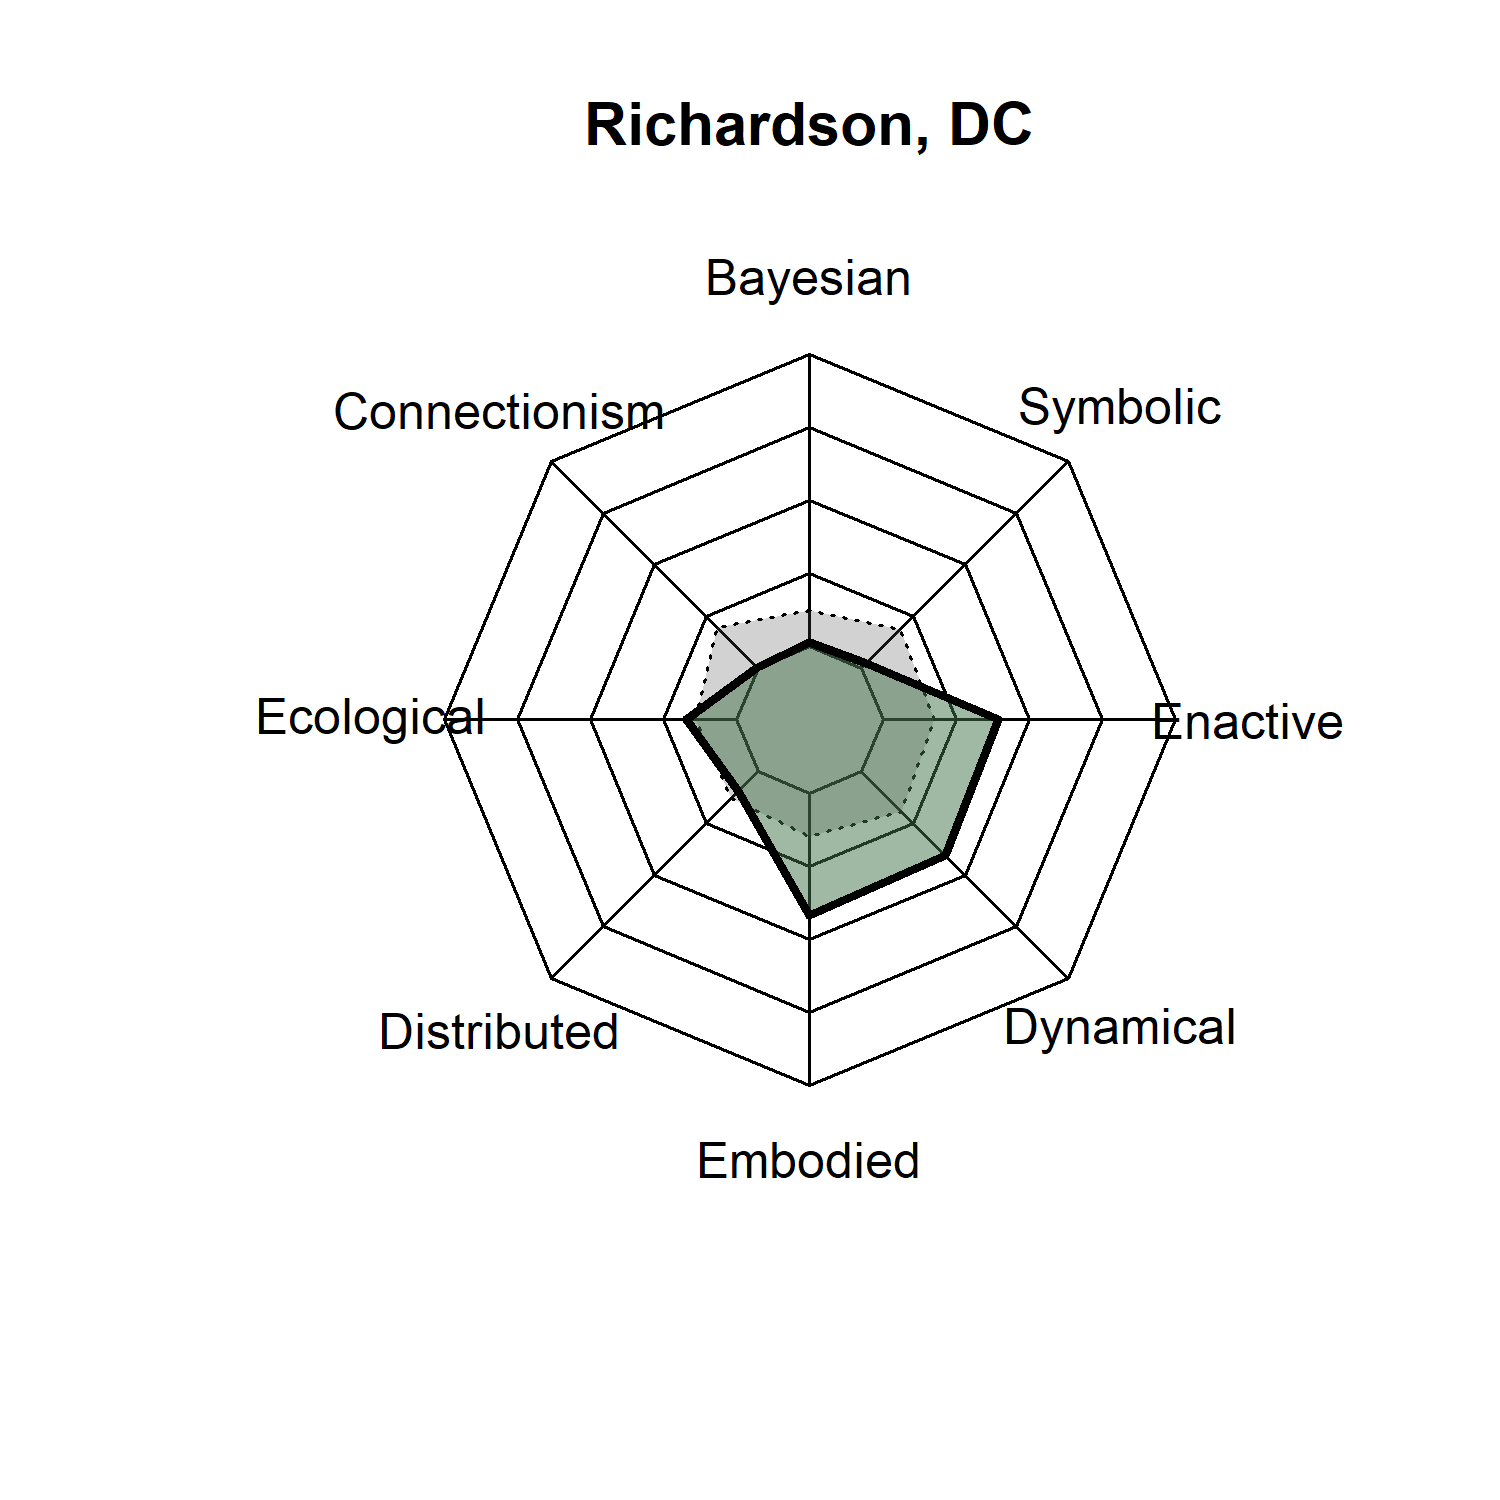 Richardson, DC
Bayesian
Connectionism
Symbolic
Ecological
Enactive
Distributed
Dynamical
Embodied